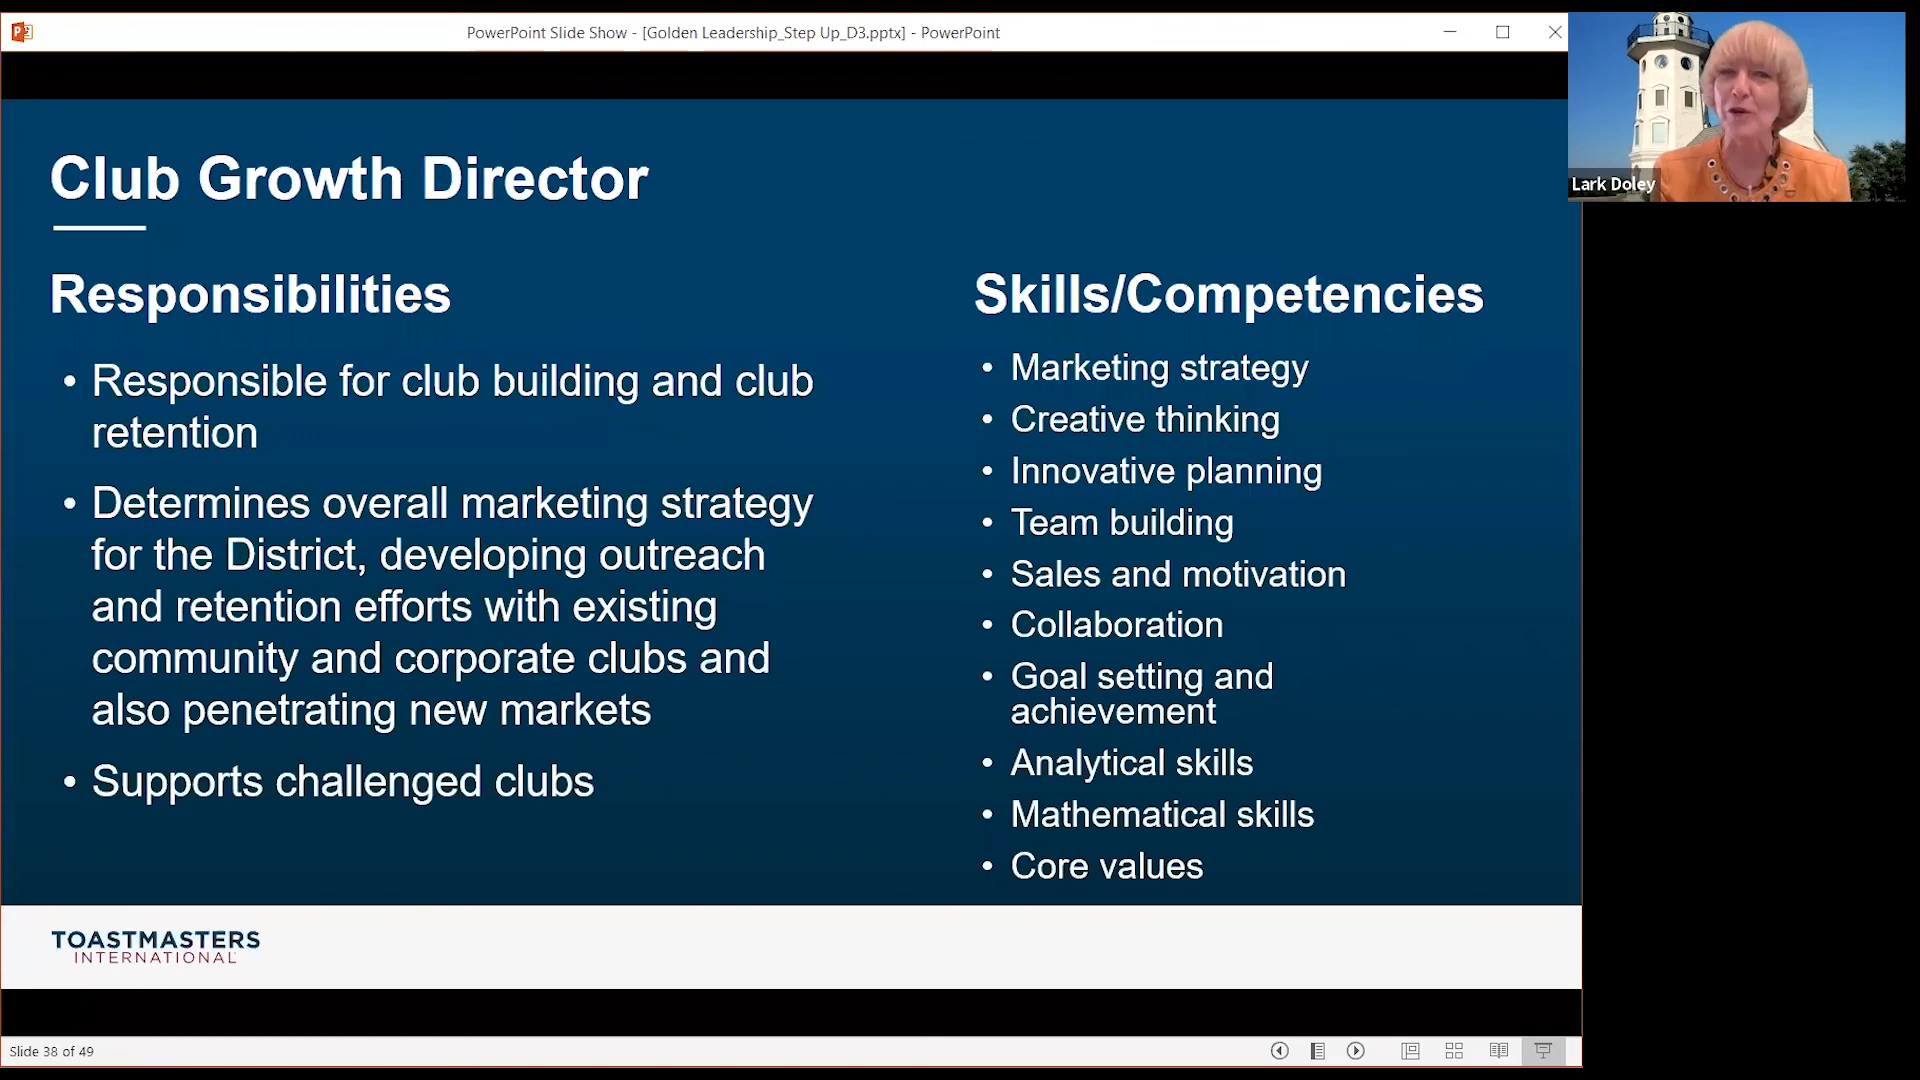 PowerPoint Slide Show - [Golden Leadership_Step Up_D3.pptx] - PowerPoint
Lark Doley
Club Growth Director
Responsibilities
• Responsible for club building and club
retention
• Determines overall marketing strategy
for the District, developing outreach
and retention efforts with existing
community and corporate clubs and
also penetrating new markets
• Supports challenged clubs
Skills/Competencies
• Marketing strategy
• Creative thinking
• Innovative planning
• Team building
• Sales and motivation
• Collaboration
• Goal setting and
achievement
• Analytical skills
• Mathematical skills
• Core values
TOASTMASTERS
INTERNATIONAL
Slide 38 of 49